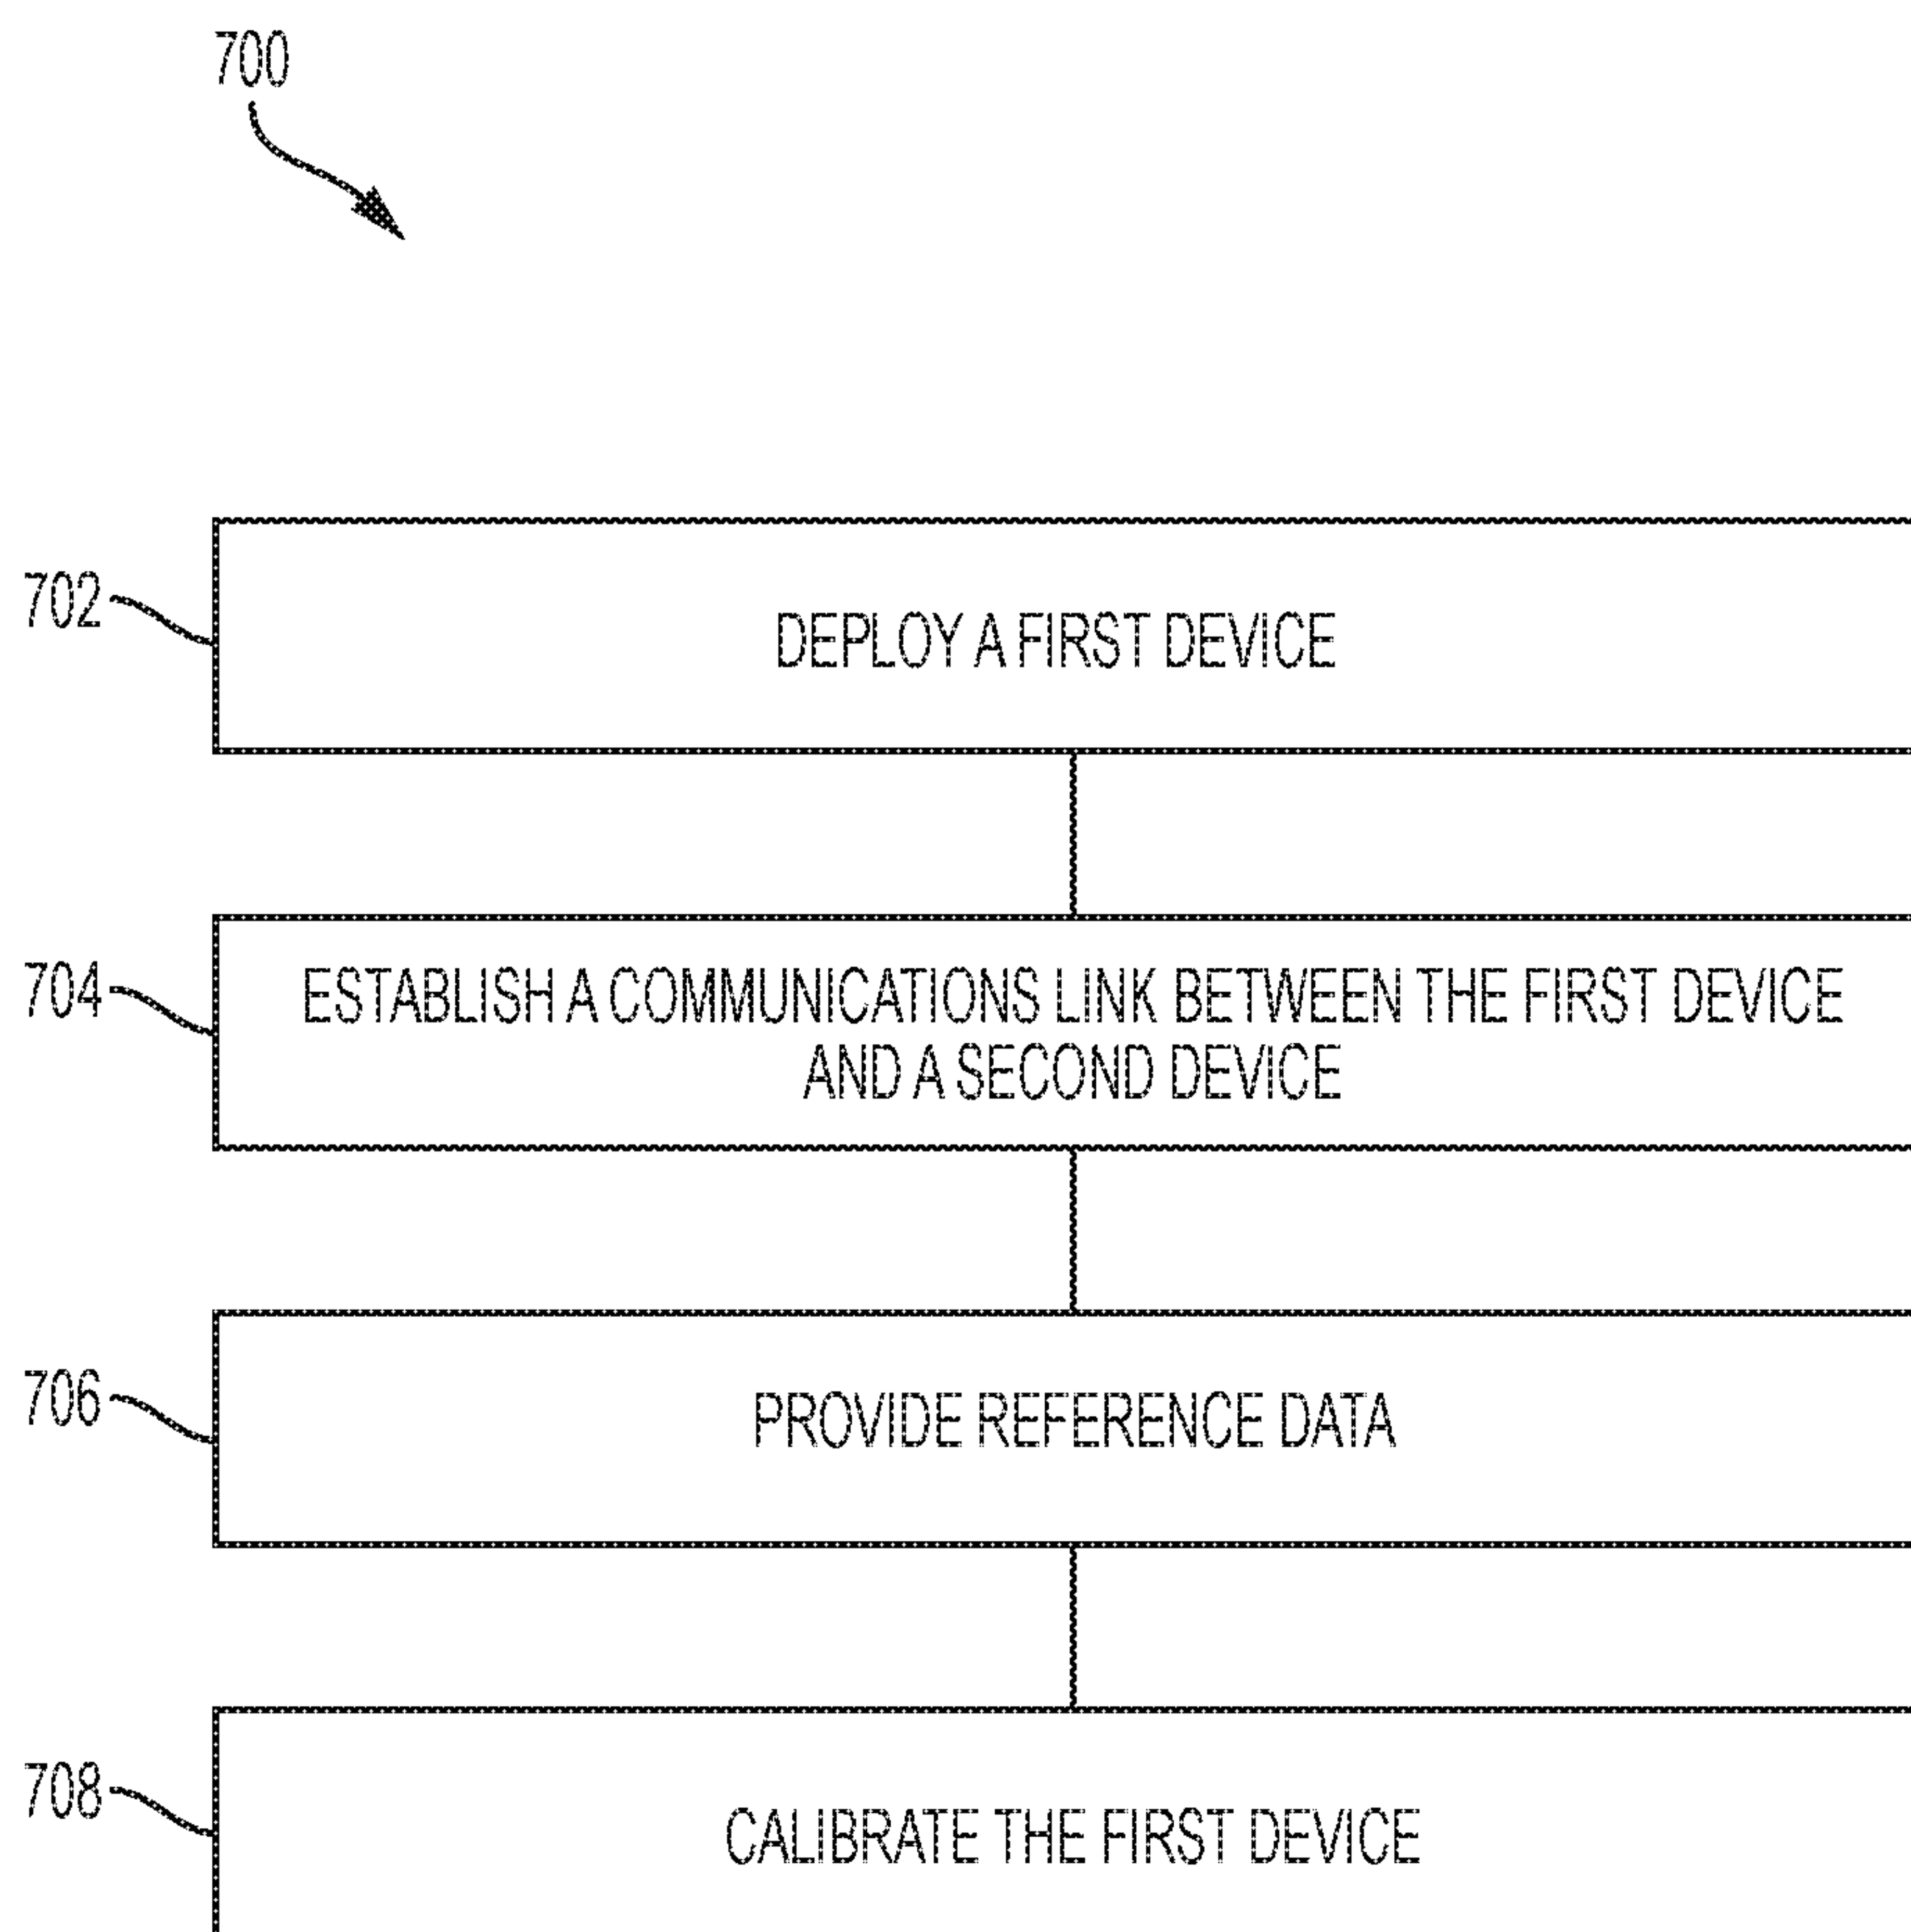 700
702
DEPLOY A FIRST DEVICE
704
ESTABLISH A COMMUNICATIONS LINK BETWEEN THE FIRST DEVICE
AND A SECOND DEVICE
706
PROVIDE REFERENCE DATA
708
CALIBRATE THE FIRST DEVICE